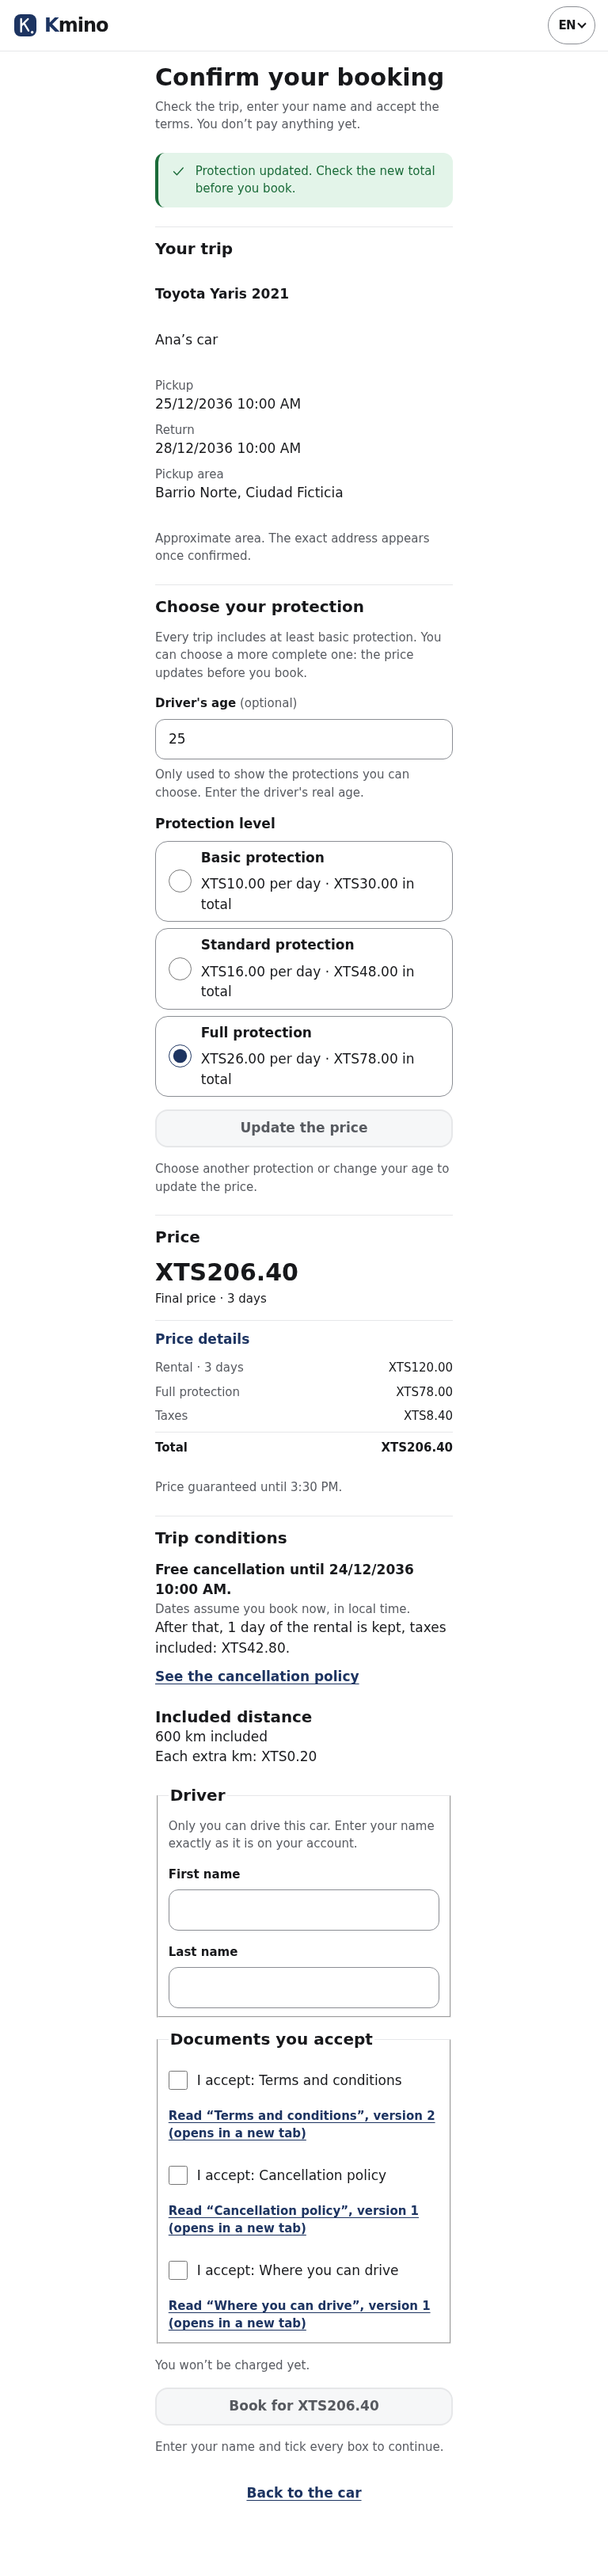 Kmino
EN
Confirm your booking
Check the trip, enter your name and accept the
terms. You don’t pay anything yet.
Protection updated. Check the new total
before you book.
Your trip
Toyota Yaris 2021
Ana’s car
Pickup
25/12/2036 10:00 AM
Return
28/12/2036 10:00 AM
Pickup area
Barrio Norte, Ciudad Ficticia
Approximate area. The exact address appears
once confirmed.
Choose your protection
Every trip includes at least basic protection. You
can choose a more complete one: the price
updates before you book.
Driver's age (optional)
25
Only used to show the protections you can
choose. Enter the driver's real age.
Protection level
Basic protection
XTS10.00 per day · XTS30.00 in
total
Standard protection
XTS16.00 per day · XTS48.00 in
total
Full protection
XTS26.00 per day · XTS78.00 in
total
Update the price
Choose another protection or change your age to
update the price.
Price
XTS206.40
Final price · 3 days
Price details
Rental · 3 days XTS120.00
Full protection XTS78.00
Taxes XTS8.40
Total XTS206.40
Price guaranteed until 3:30 PM.
Trip conditions
Free cancellation until 24/12/2036
10:00 AM.
Dates assume you book now, in local time.
After that, 1 day of the rental is kept, taxes
included: XTS42.80.
See the cancellation policy
Included distance
600 km included
Each extra km: XTS0.20
Driver
Only you can drive this car. Enter your name
exactly as it is on your account.
First name
Last name
Documents you accept
I accept: Terms and conditions
Read “Terms and conditions”, version 2
(opens in a new tab)
I accept: Cancellation policy
Read “Cancellation policy”, version 1
(opens in a new tab)
I accept: Where you can drive
Read “Where you can drive”, version 1
(opens in a new tab)
You won’t be charged yet.
Book for XTS206.40
Enter your name and tick every box to continue.
Back to the car